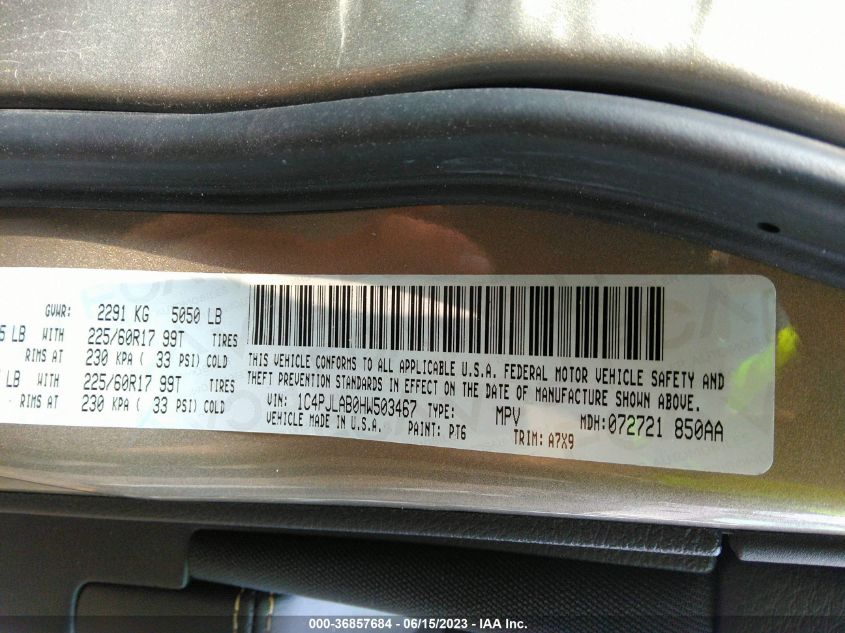 GVWR: 2291 KG 5050 LB
5 LB WITH 225/60R17 99T TIRES
RIMS AT 230 KPA ( 33 PSI) COLD
LB WITH 225/60R17 99T TIRES
RIMS AT 230 KPA ( 33 PSI) COLD
THIS VEHICLE CONFORMS TO ALL APPLICABLE U.S.A. FEDERAL MOTOR VEHICLE SAFETY AND
THEFT PREVENTION STANDARDS IN EFFECT ON THE DATE OF MANUFACTURE SHOWN ABOVE.
VIN: 1C4PJLAB0HW503467 TYPE: MPV MDH:072721 850AA
VEHICLE MADE IN U.S.A. PAINT: PT6 TRIM: A7X9
000-36857684 - 06/15/2023 - IAA Inc.